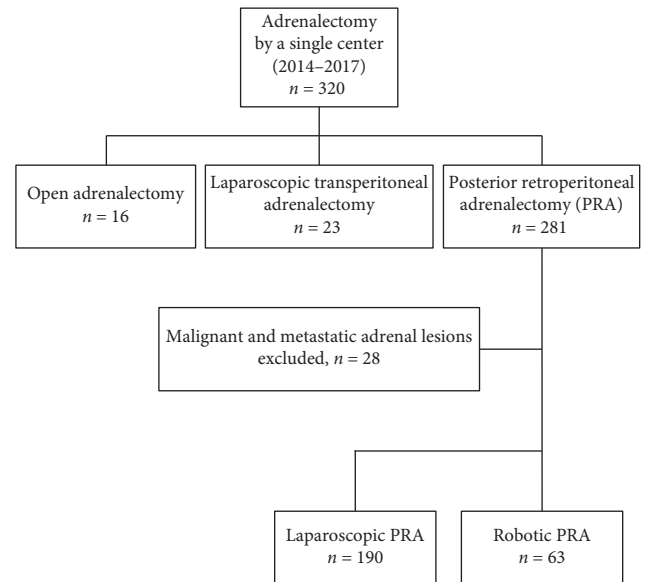 Adrenalectomy
by a single center
(2014–2017)
n = 320
Open adrenalectomy
n = 16
Laparoscopic transperitoneal
adrenalectomy
n = 23
Posterior retroperitoneal
adrenalectomy (PRA)
n = 281
Malignant and metastatic adrenal lesions
excluded, n = 28
Laparoscopic PRA
n = 190
Robotic PRA
n = 63